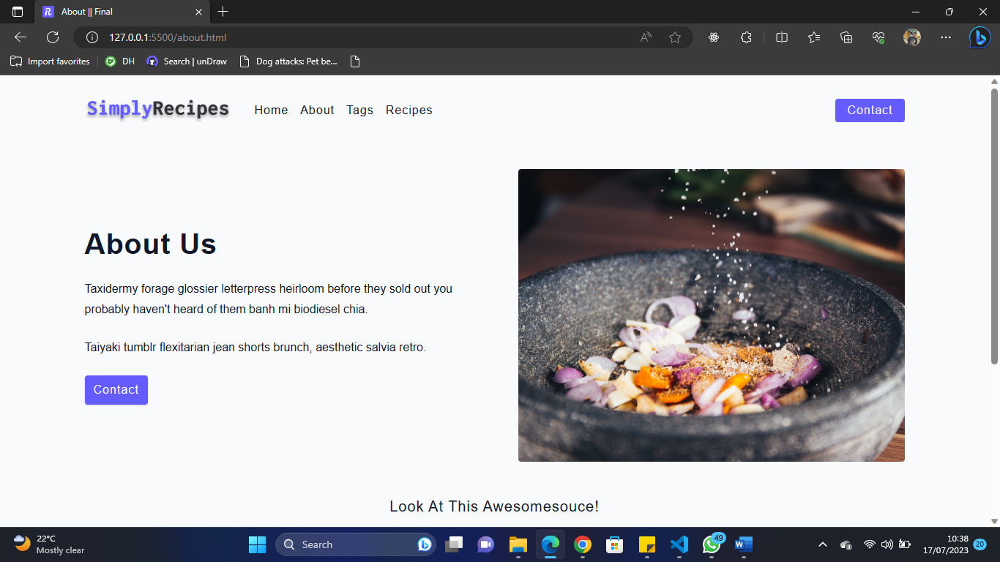 About || Final
127.0.0.1:5500/about.html
Import favorites
DH
Search | unDraw
Dog attacks: Pet be...
SimplyRecipes
Home
About
Tags
Recipes
Contact
About Us
Taxidermy forage glossier letterpress heirloom before they sold out you
probably haven't heard of them banh mi biodiesel chia.
Taiyaki tumblr flexitarian jean shorts brunch, aesthetic salvia retro.
Contact
Look At This Awesomesouce!
22°C
Mostly clear
Search
49
10:38
17/07/2023
20